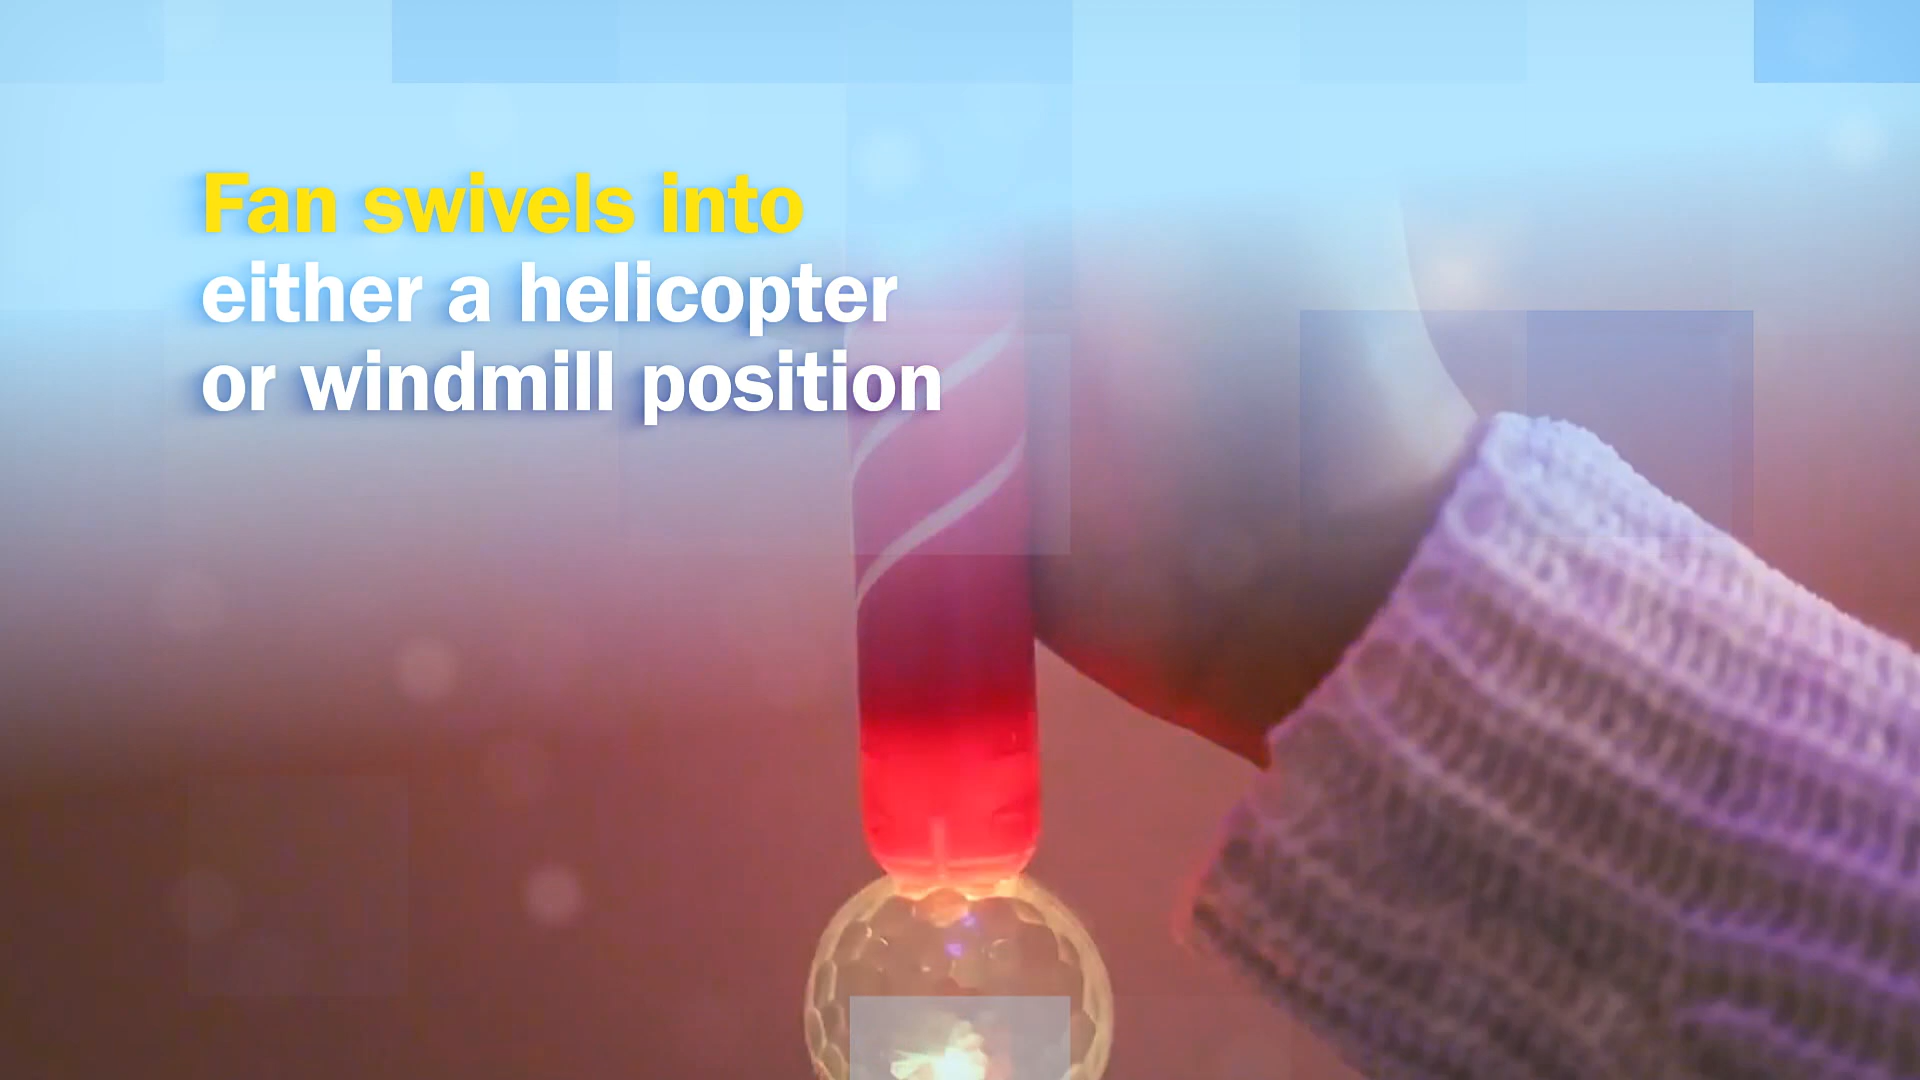 Fan swivels into
either a helicopter
or windmill position